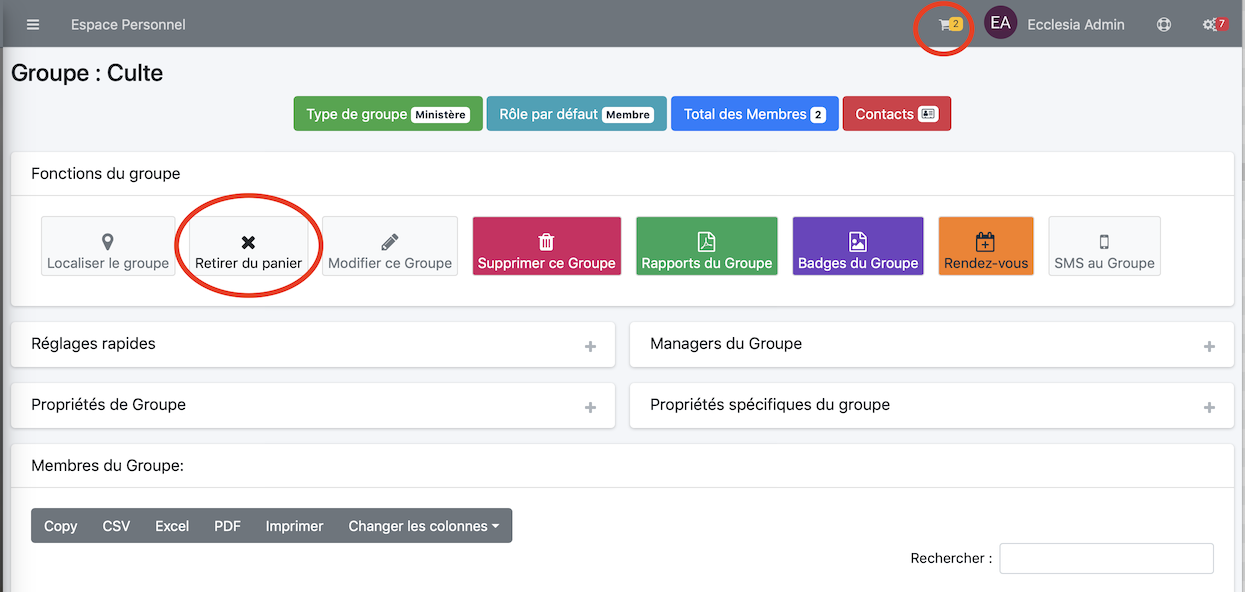 Espace Personnel 2 EA Ecclesia Admin 7
Groupe : Culte
Type de groupe Ministère Rôle par défaut Membre Total des Membres 2 Contacts
Fonctions du groupe
Localiser le groupe Retirer du panier Modifier ce Groupe Supprimer ce Groupe Rapports du Groupe Badges du Groupe Rendez-vous SMS au Groupe
Réglages rapides Managers du Groupe
Propriétés de Groupe Propriétés spécifiques du groupe
Membres du Groupe:
Copy CSV Excel PDF Imprimer Changer les colonnes
Rechercher :